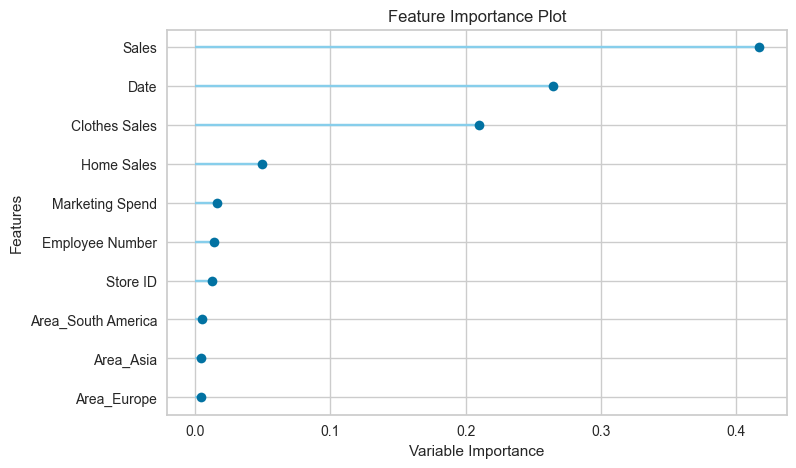 Feature Importance Plot
Features
Sales
Date
Clothes Sales
Home Sales
Marketing Spend
Employee Number
Store ID
Area_South America
Area_Asia
Area_Europe
0.0 0.1 0.2 0.3 0.4
Variable Importance